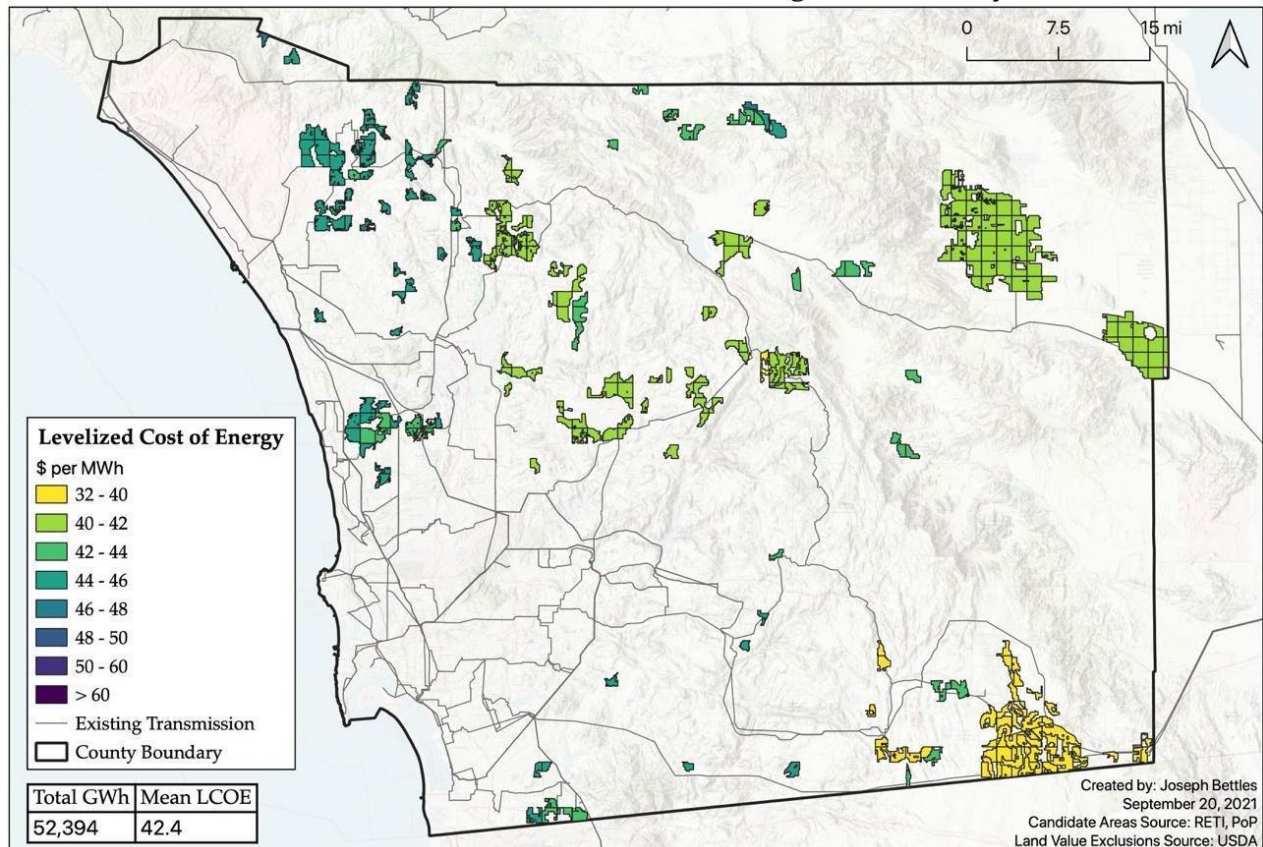 0
7.5
15 mi
Levelized Cost of Energy
$ per MWh
32 - 40
40 - 42
42 - 44
44 - 46
46 - 48
48 - 50
50 - 60
> 60
Existing Transmission
County Boundary
Total GWh Mean LCOE
52,394 42.4
Created by: Joseph Bettles
September 20, 2021
Candidate Areas Source: RETI, PoP
Land Value Exclusions Source: USDA